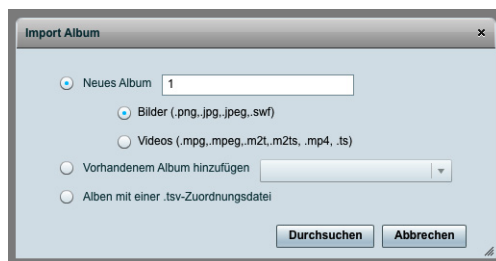 Import Album
Neues Album 1
Bilder (.png,.jpg,.jpeg,.swf)
Videos (.mpg,.mpeg,.m2t,.m2ts, .mp4, .ts)
Vorhandenem Album hinzufügen
Alben mit einer .tsv-Zuordnungsdatei
Durchsuchen Abbrechen